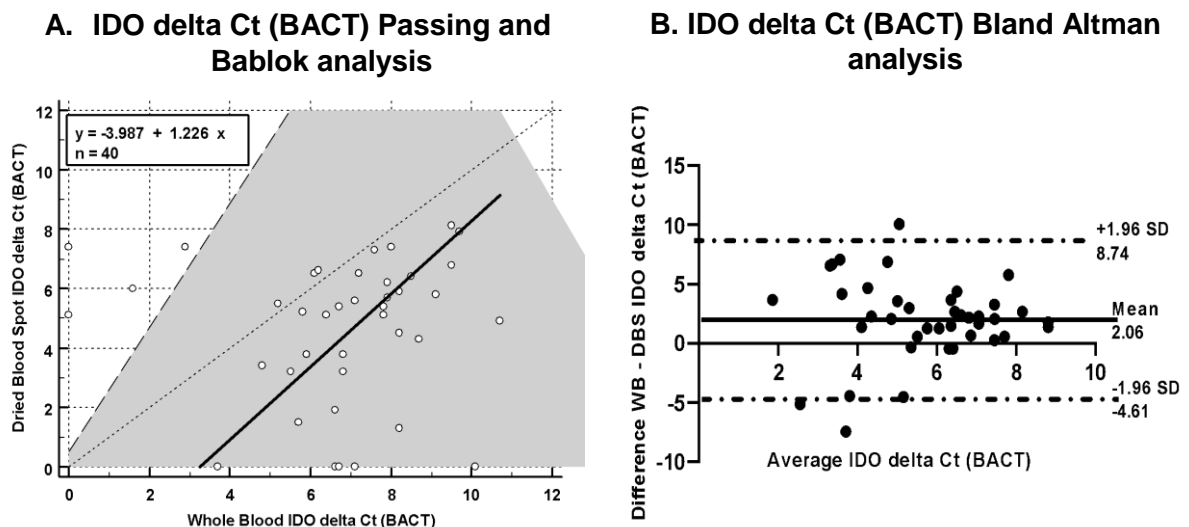 A. IDO delta Ct (BACT) Passing and
Bablok analysis
12
10
8
6
4
2
0
Dried Blood Spot IDO delta Ct (BACT)
y = -3.987 + 1.226 x
n = 40
0 2 4 6 8 10 12
Whole Blood IDO delta Ct (BACT)
B. IDO delta Ct (BACT) Bland Altman
analysis
Difference WB - DBS IDO delta Ct (BACT)
15
10
5
0
-5
-10
2 4 6 8 10
+1.96 SD
8.74
Mean
2.06
-1.96 SD
-4.61
Average IDO delta Ct (BACT)